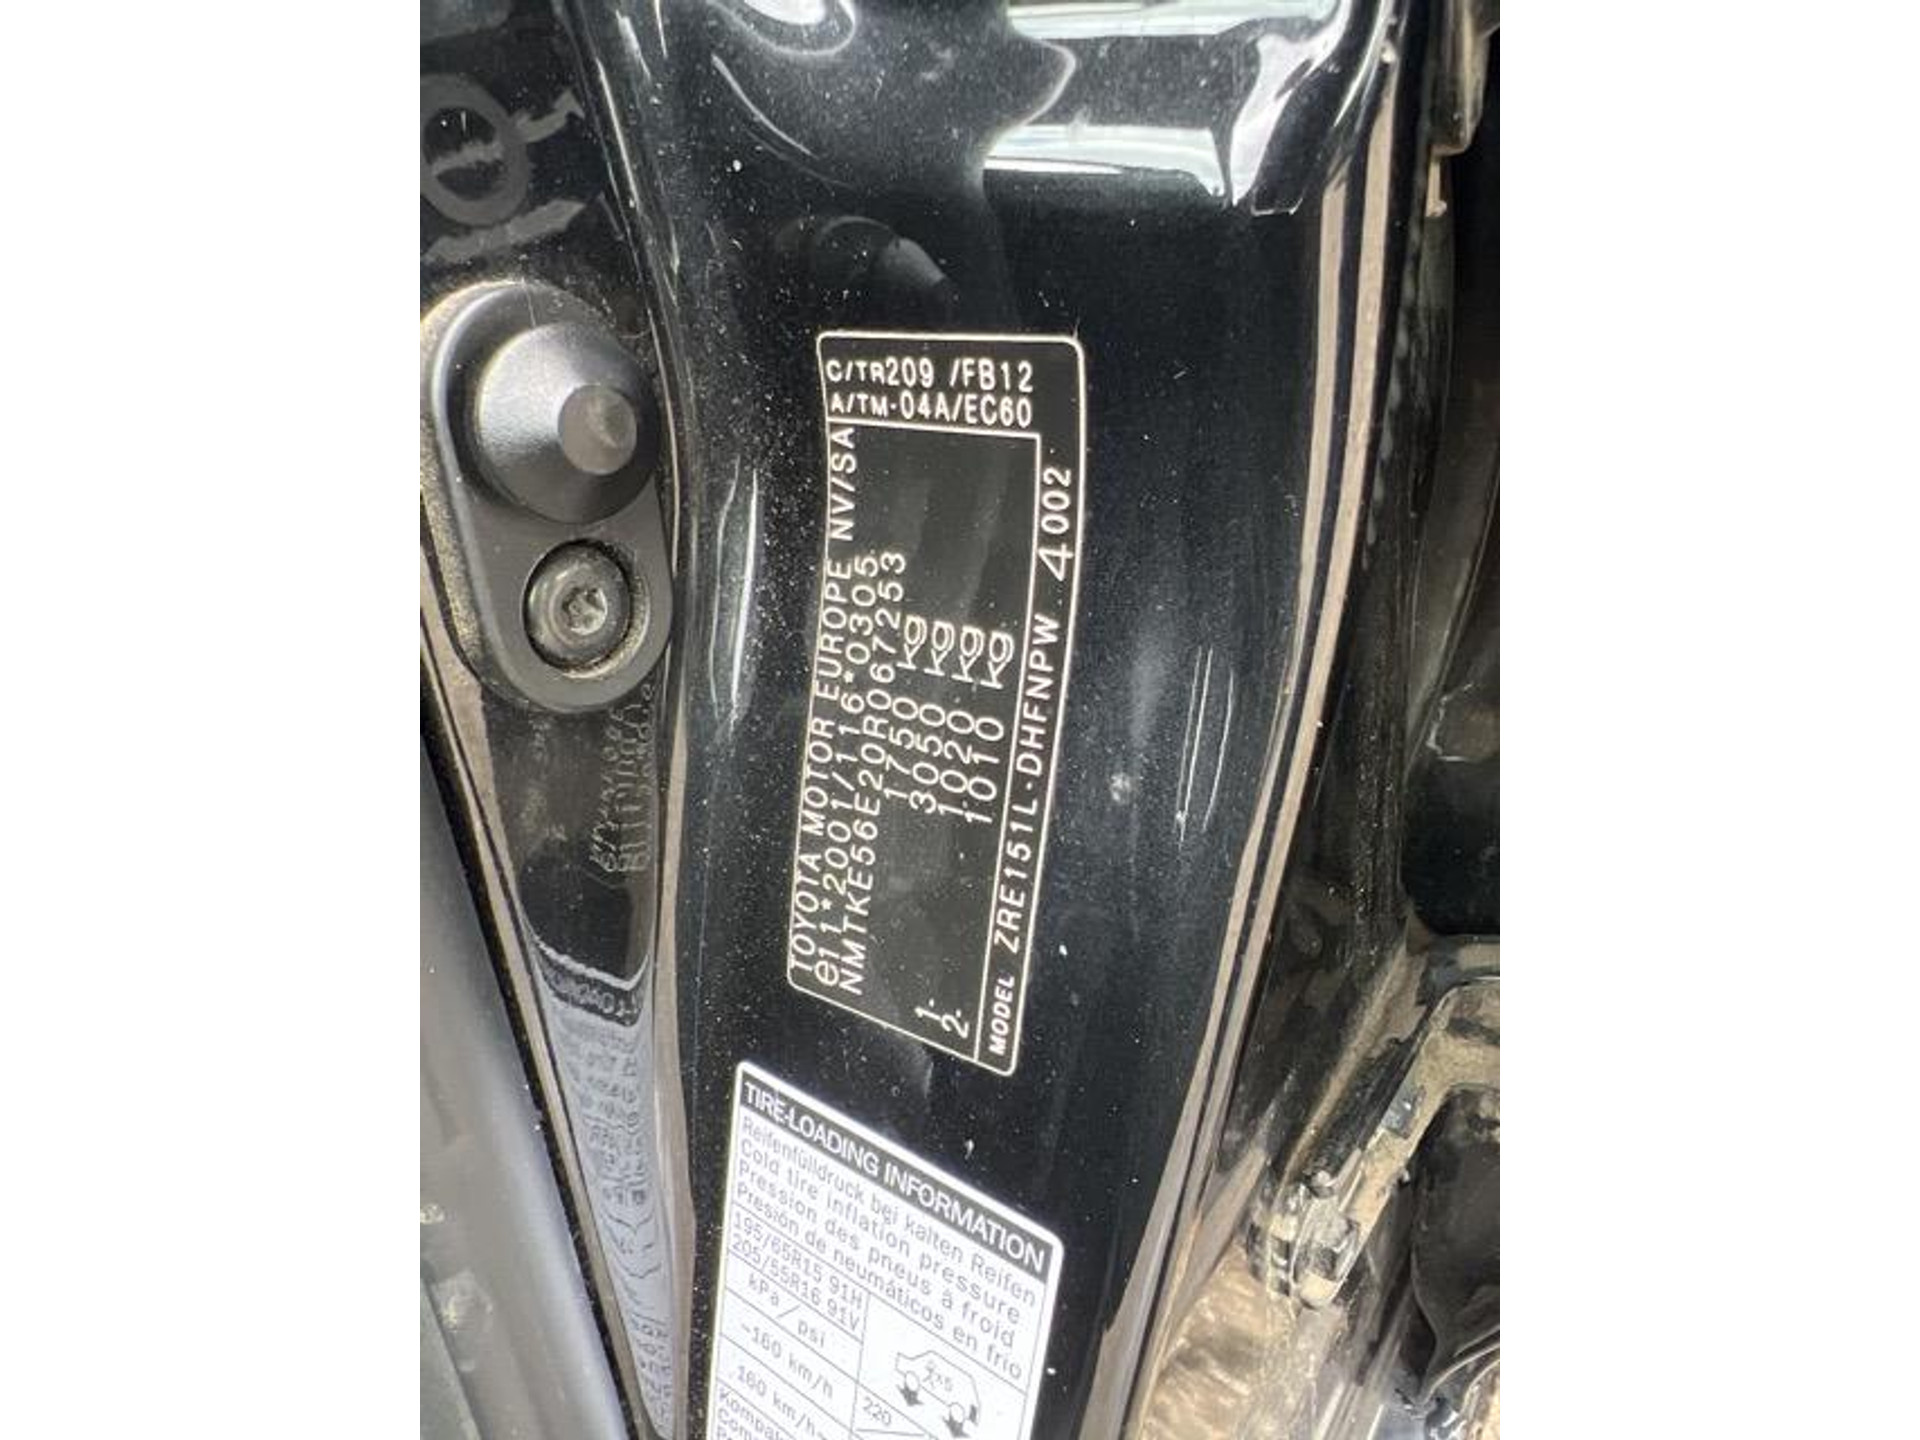 TOYOTA MOTOR EUROPE NV/SA
e11*2001/116*0305
NMTKE56E20R067253
1750 kg
3050 kg
1- 1020 kg
2- 1010 kg
MODEL ZRE151L-DHFNPW 4002
C/TR209 /FB12
A/TM-04A/EC60
TIRE-LOADING INFORMATION
Reifenfülldruck bei kalten Reifen
Cold tire inflation pressure
Pression des pneus à froid
Presión de neumáticos en frio
195/65R15 91H
205/55R16 91V
kPa / psi
x5
~160 km/h
220
160 km/h~